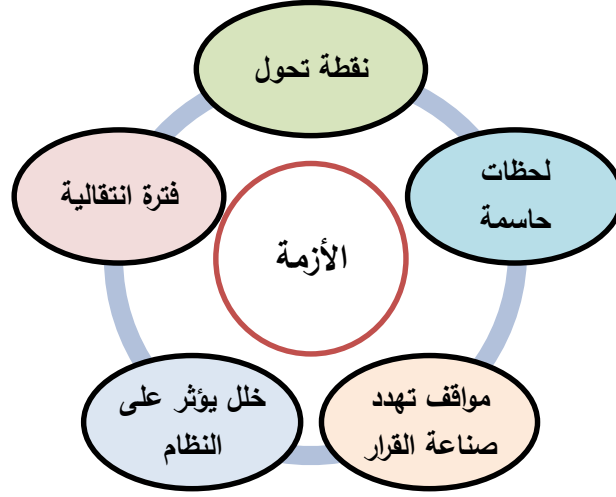 نقطة تحول
لحظات
حاسمة
فترة انتقالية
الأزمة
مواقف تهدد
صناعة القرار
خلل يؤثر على
النظام